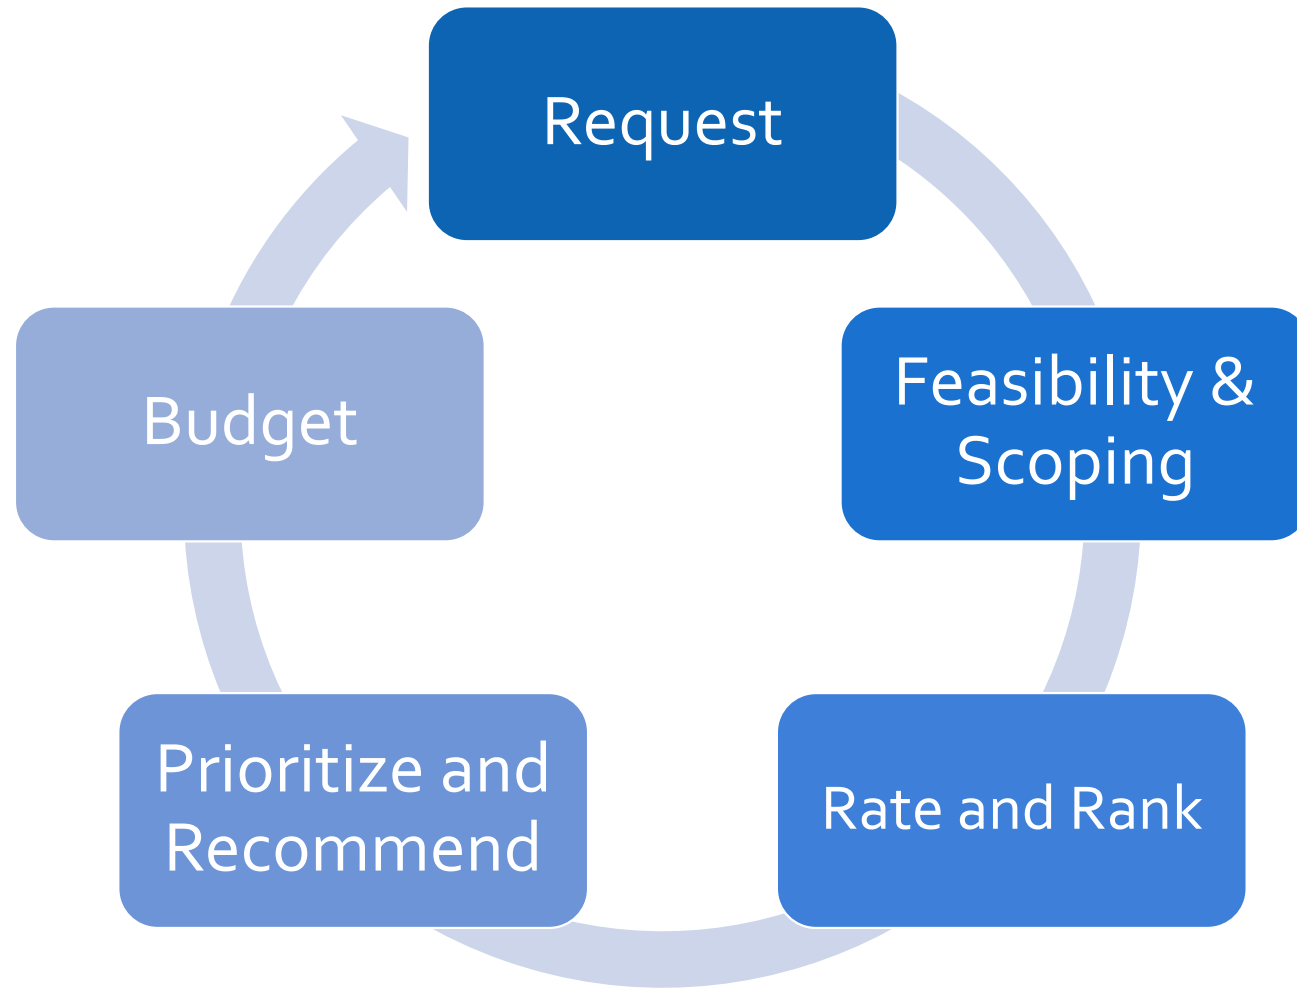 Request
Feasibility &
Scoping
Rate and Rank
Prioritize and
Recommend
Budget